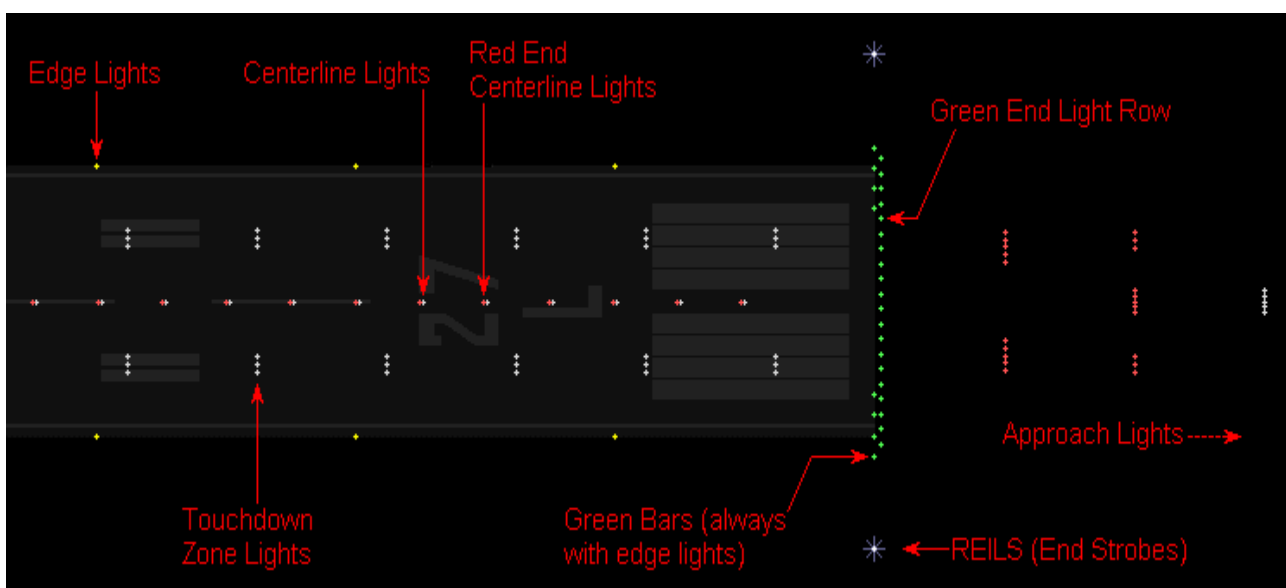 Edge Lights
Centerline Lights
Red End
Centerline Lights
Green End Light Row
27
L
Approach Lights
Touchdown
Zone Lights
Green Bars (always
with edge lights)
REILS (End Strobes)